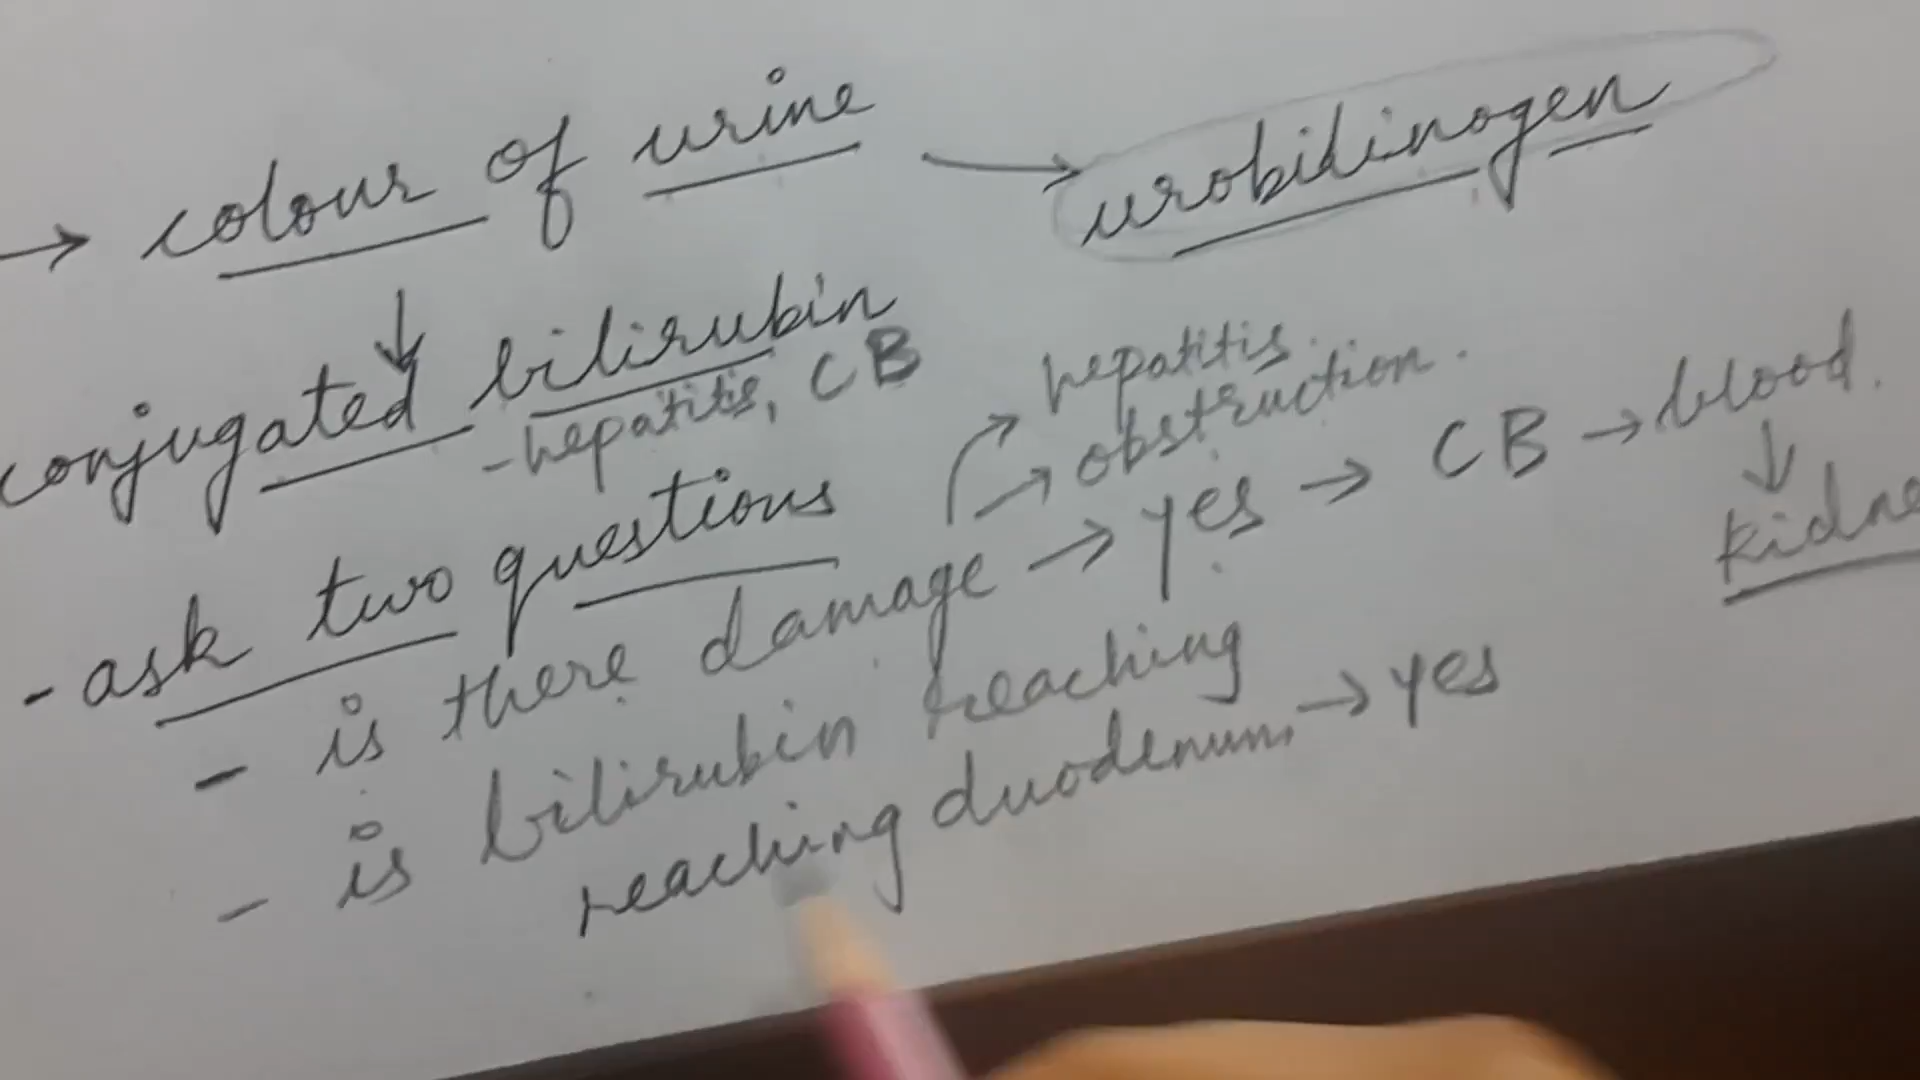 → colour of urine → urobilinogen
↓
conjugated bilirubin
- hepatitis, CB
- ask two questions
→ hepatitis.
→ obstruction.
- is there damage → yes → CB → blood.
↓
- is bilirubin reaching
reaching duodenum → yes